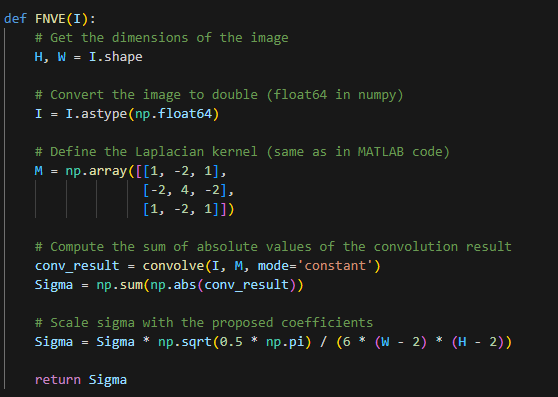 def FNVE(I):
    # Get the dimensions of the image
    H, W = I.shape

    # Convert the image to double (float64 in numpy)
    I = I.astype(np.float64)

    # Define the Laplacian kernel (same as in MATLAB code)
    M = np.array([[1, -2, 1],
                  [-2, 4, -2],
                  [1, -2, 1]])

    # Compute the sum of absolute values of the convolution result
    conv_result = convolve(I, M, mode='constant')
    Sigma = np.sum(np.abs(conv_result))

    # Scale sigma with the proposed coefficients
    Sigma = Sigma * np.sqrt(0.5 * np.pi) / (6 * (W - 2) * (H - 2))

    return Sigma